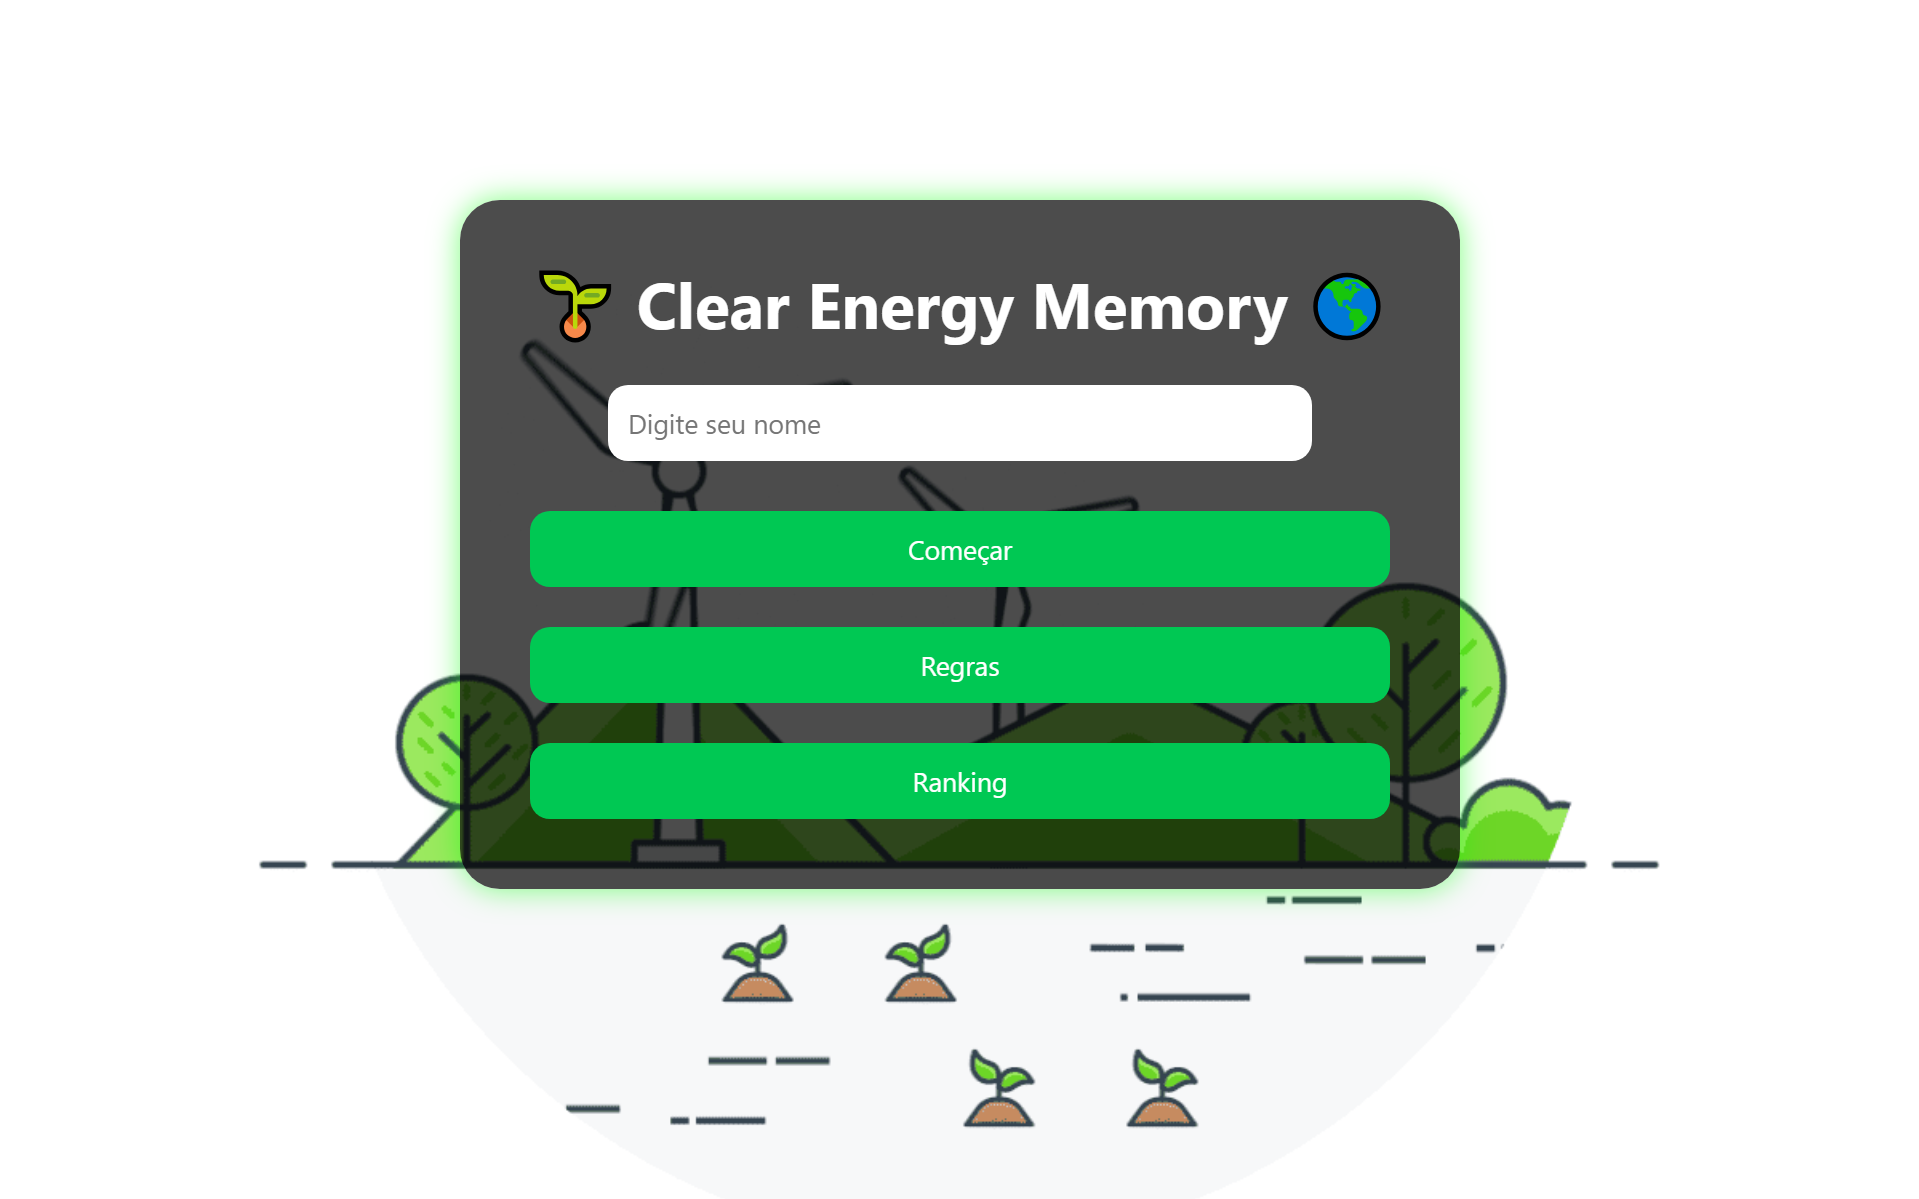 Clear Energy Memory
Digite seu nome
Começar
Regras
Ranking